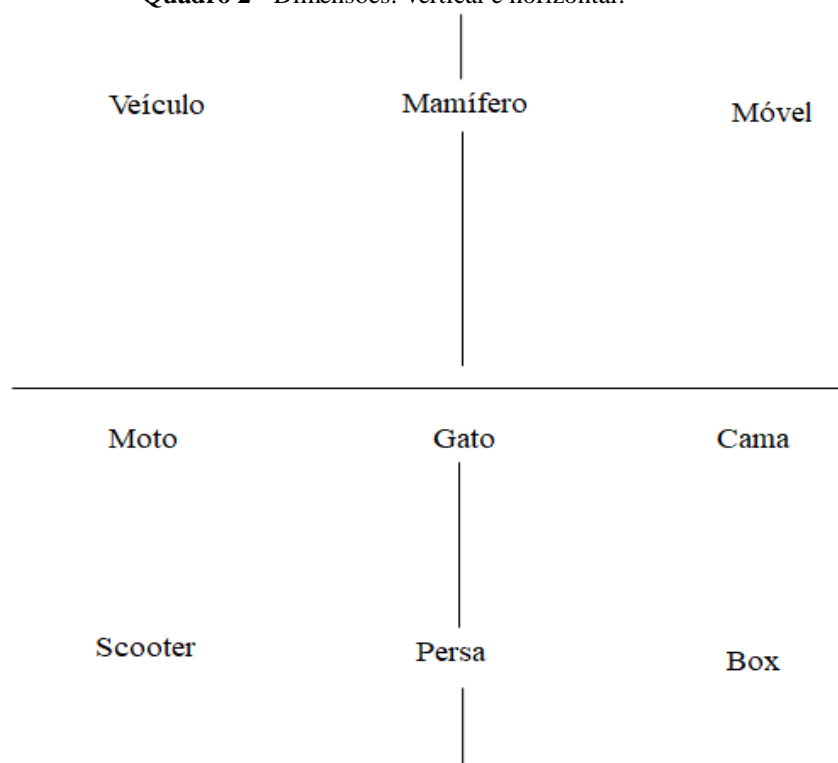 Quadro 2 - Dimensões: vertical e horizontal.
Veículo Mamífero Móvel
Moto Gato Cama
Scooter Persa Box